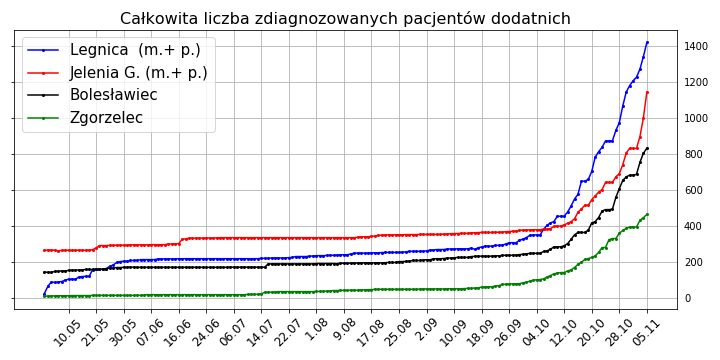 Całkowita liczba zdiagnozowanych pacjentów dodatnich
Legnica (m.+ p.)
Jelenia G. (m.+ p.)
Bolesławiec
Zgorzelec
1400
1200
1000
800
600
400
200
0
10.05 21.05 30.05 07.06 16.06 24.06 06.07 14.07 22.07 1.08 9.08 17.08 25.08 2.09 10.09 18.09 26.09 04.10 12.10 20.10 28.10 05.11